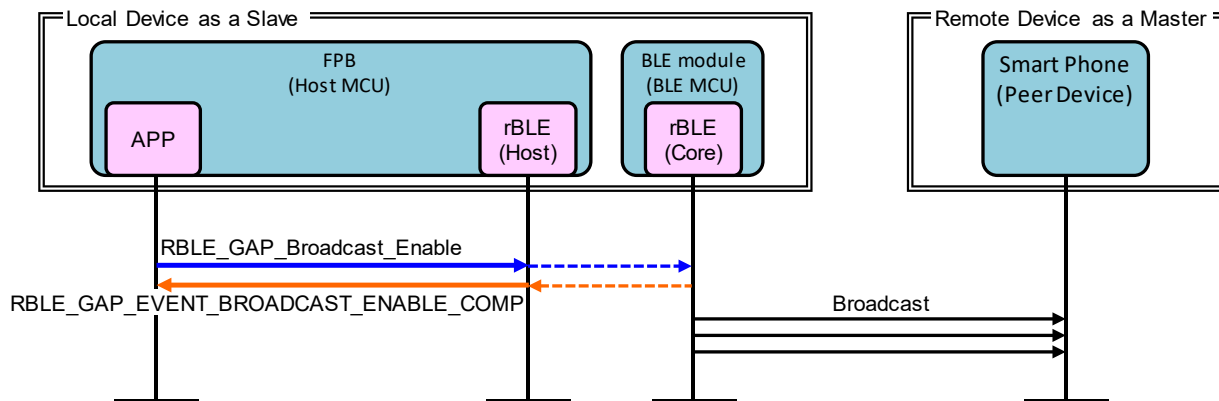 Local Device as a Slave
Remote Device as a Master
FPB
(Host MCU)
BLE module
(BLE MCU)
Smart Phone
(Peer Device)
APP
rBLE
(Host)
rBLE
(Core)
RBLE_GAP_Broadcast_Enable
RBLE_GAP_EVENT_BROADCAST_ENABLE_COMP
Broadcast